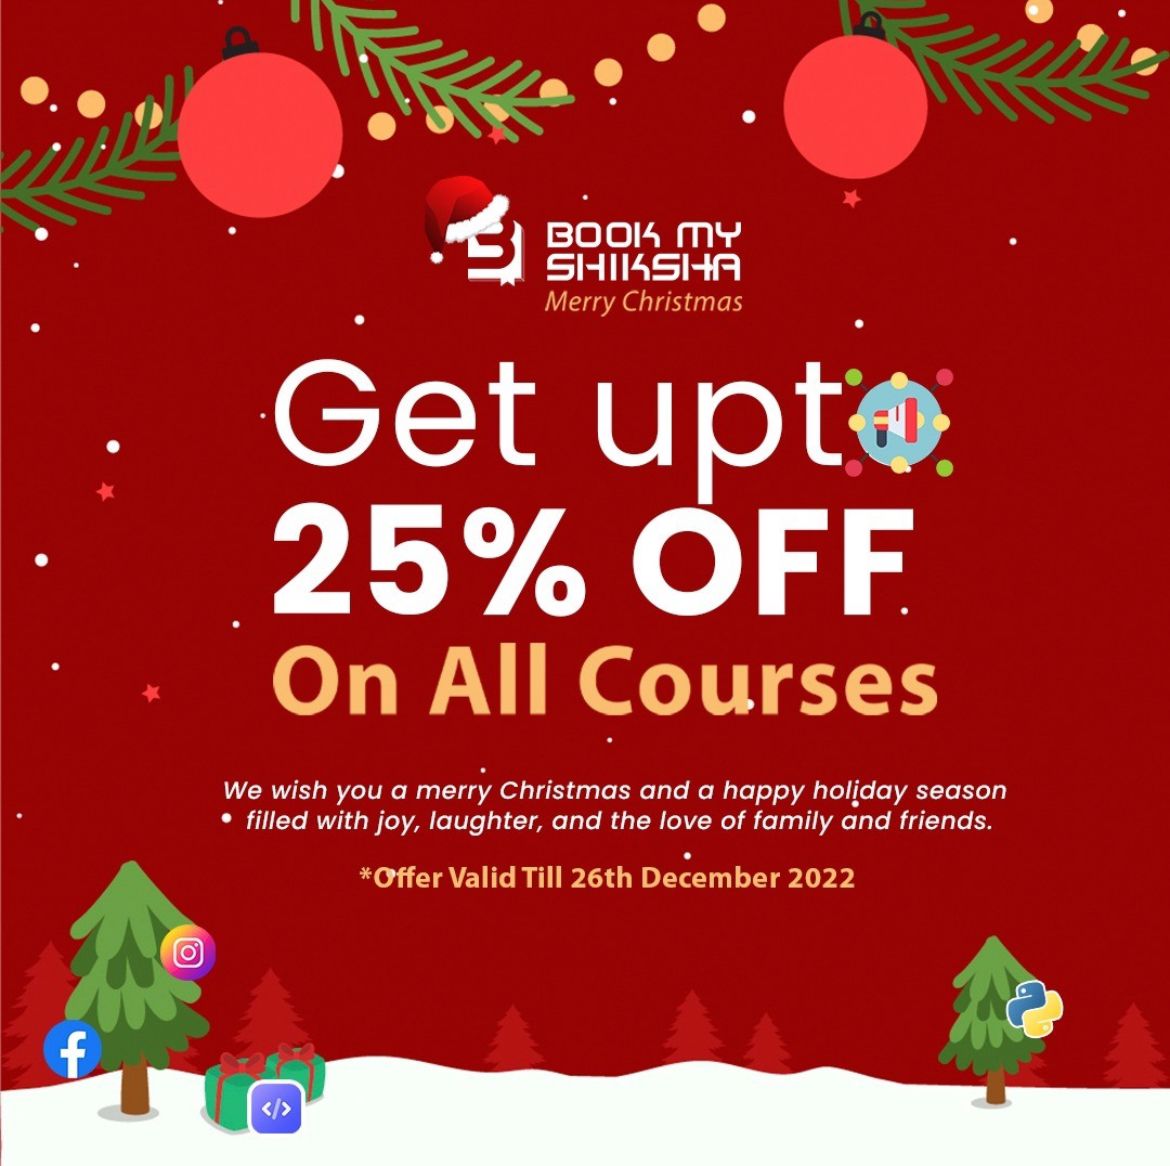 BOOK MY
SHIKSHA
Merry Christmas
Get upto
25% OFF
On All Courses
We wish you a merry Christmas and a happy holiday season
filled with joy, laughter, and the love of family and friends.
*Offer Valid Till 26th December 2022